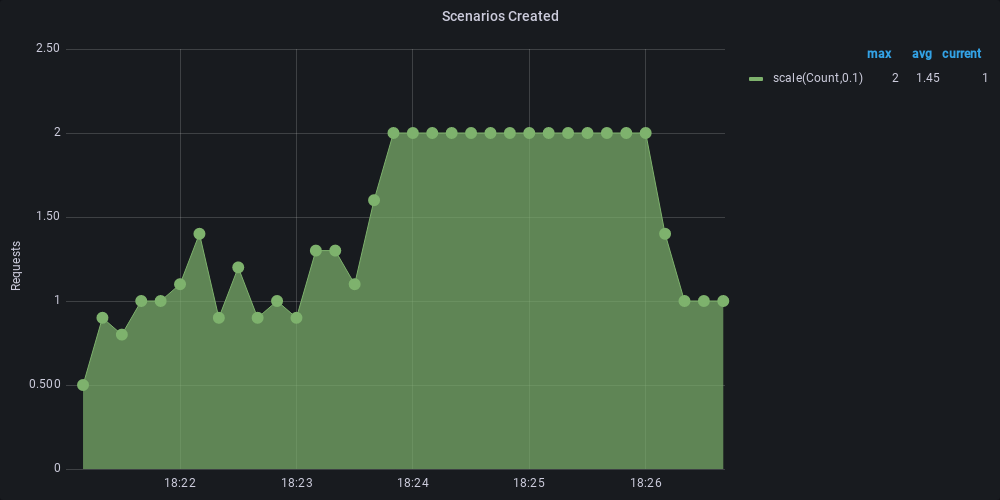 Scenarios Created
max avg current
scale(Count,0.1) 2 1.45 1
2.50
2
1.50
1
0.500
0
Requests
18:22 18:23 18:24 18:25 18:26